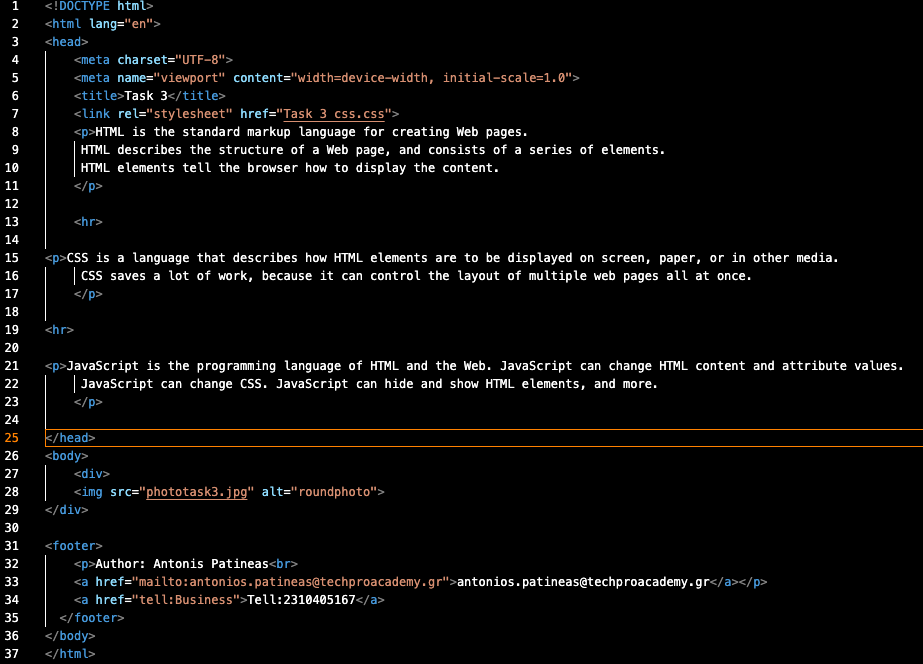 1 <!DOCTYPE html>
2 <html lang="en">
3 <head>
4 <meta charset="UTF-8">
5 <meta name="viewport" content="width=device-width, initial-scale=1.0">
6 <title>Task 3</title>
7 <link rel="stylesheet" href="Task 3 css.css">
8 <p>HTML is the standard markup language for creating Web pages.
9 HTML describes the structure of a Web page, and consists of a series of elements.
10 HTML elements tell the browser how to display the content.
11 </p>
12
13 <hr>
14
15 <p>CSS is a language that describes how HTML elements are to be displayed on screen, paper, or in other media.
16 CSS saves a lot of work, because it can control the layout of multiple web pages all at once.
17 </p>
18
19 <hr>
20
21 <p>JavaScript is the programming language of HTML and the Web. JavaScript can change HTML content and attribute values.
22 JavaScript can change CSS. JavaScript can hide and show HTML elements, and more.
23 </p>
24
25 </head>
26 <body>
27 <div>
28 <img src="phototask3.jpg" alt="roundphoto">
29 </div>
30
31 <footer>
32 <p>Author: Antonis Patineas<br>
33 <a href="mailto:antonios.patineas@techproacademy.gr">antonios.patineas@techproacademy.gr</a></p>
34 <a href="tell:Business">Tell:2310405167</a>
35 </footer>
36 </body>
37 </html>